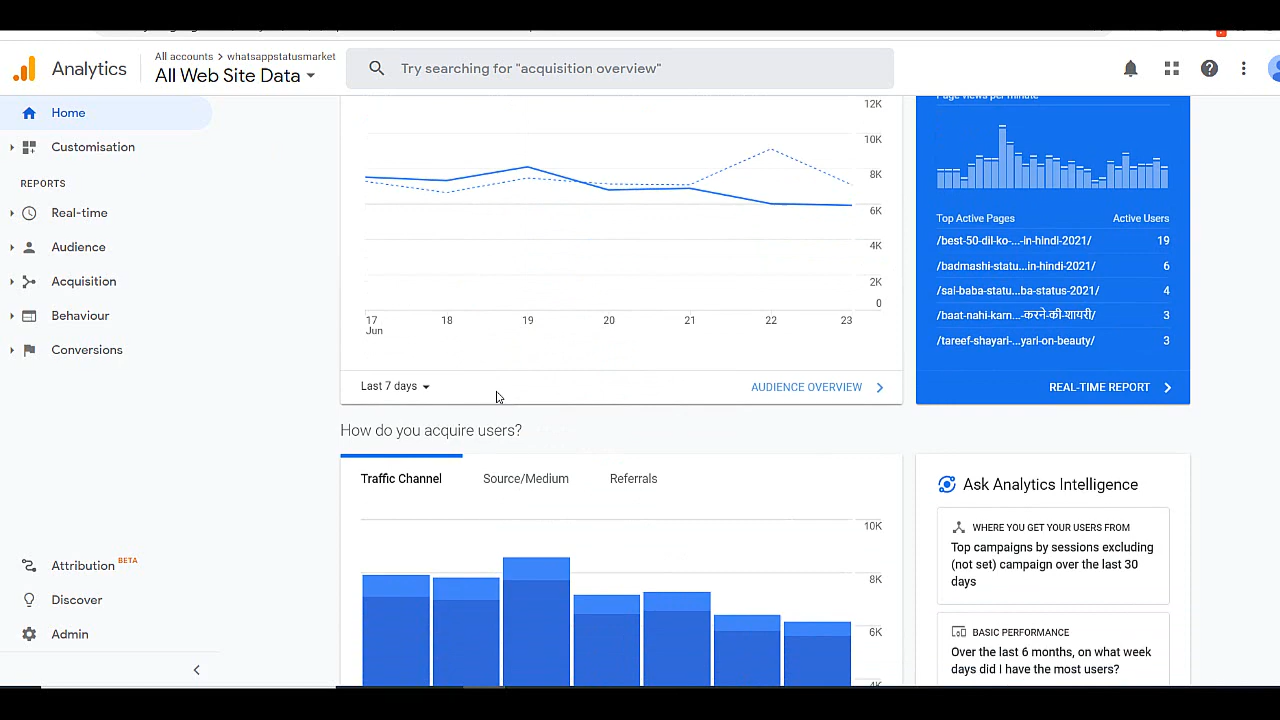 Analytics
All accounts > whatsappstatusmarket
All Web Site Data
Try searching for "acquisition overview"
Home
Customisation
REPORTS
Real-time
Audience
Acquisition
Behaviour
Conversions
Attribution BETA
Discover
Admin
12K
10K
8K
6K
4K
2K
0
17 18 19 20 21 22 23
Jun
Last 7 days
AUDIENCE OVERVIEW
Page views per minute
Top Active Pages Active Users
/best-50-dil-ko-...-in-hindi-2021/ 19
/badmashi-statu...in-hindi-2021/ 6
/sai-baba-statu...ba-status-2021/ 4
/baat-nahi-karn...-करने-की-शायरी/ 3
/tareef-shayari-...yari-on-beauty/ 3
REAL-TIME REPORT
How do you acquire users?
Traffic Channel Source/Medium Referrals
10K
8K
6K
4K
Ask Analytics Intelligence
WHERE YOU GET YOUR USERS FROM
Top campaigns by sessions excluding
(not set) campaign over the last 30
days
BASIC PERFORMANCE
Over the last 6 months, on what week
days did I have the most users?